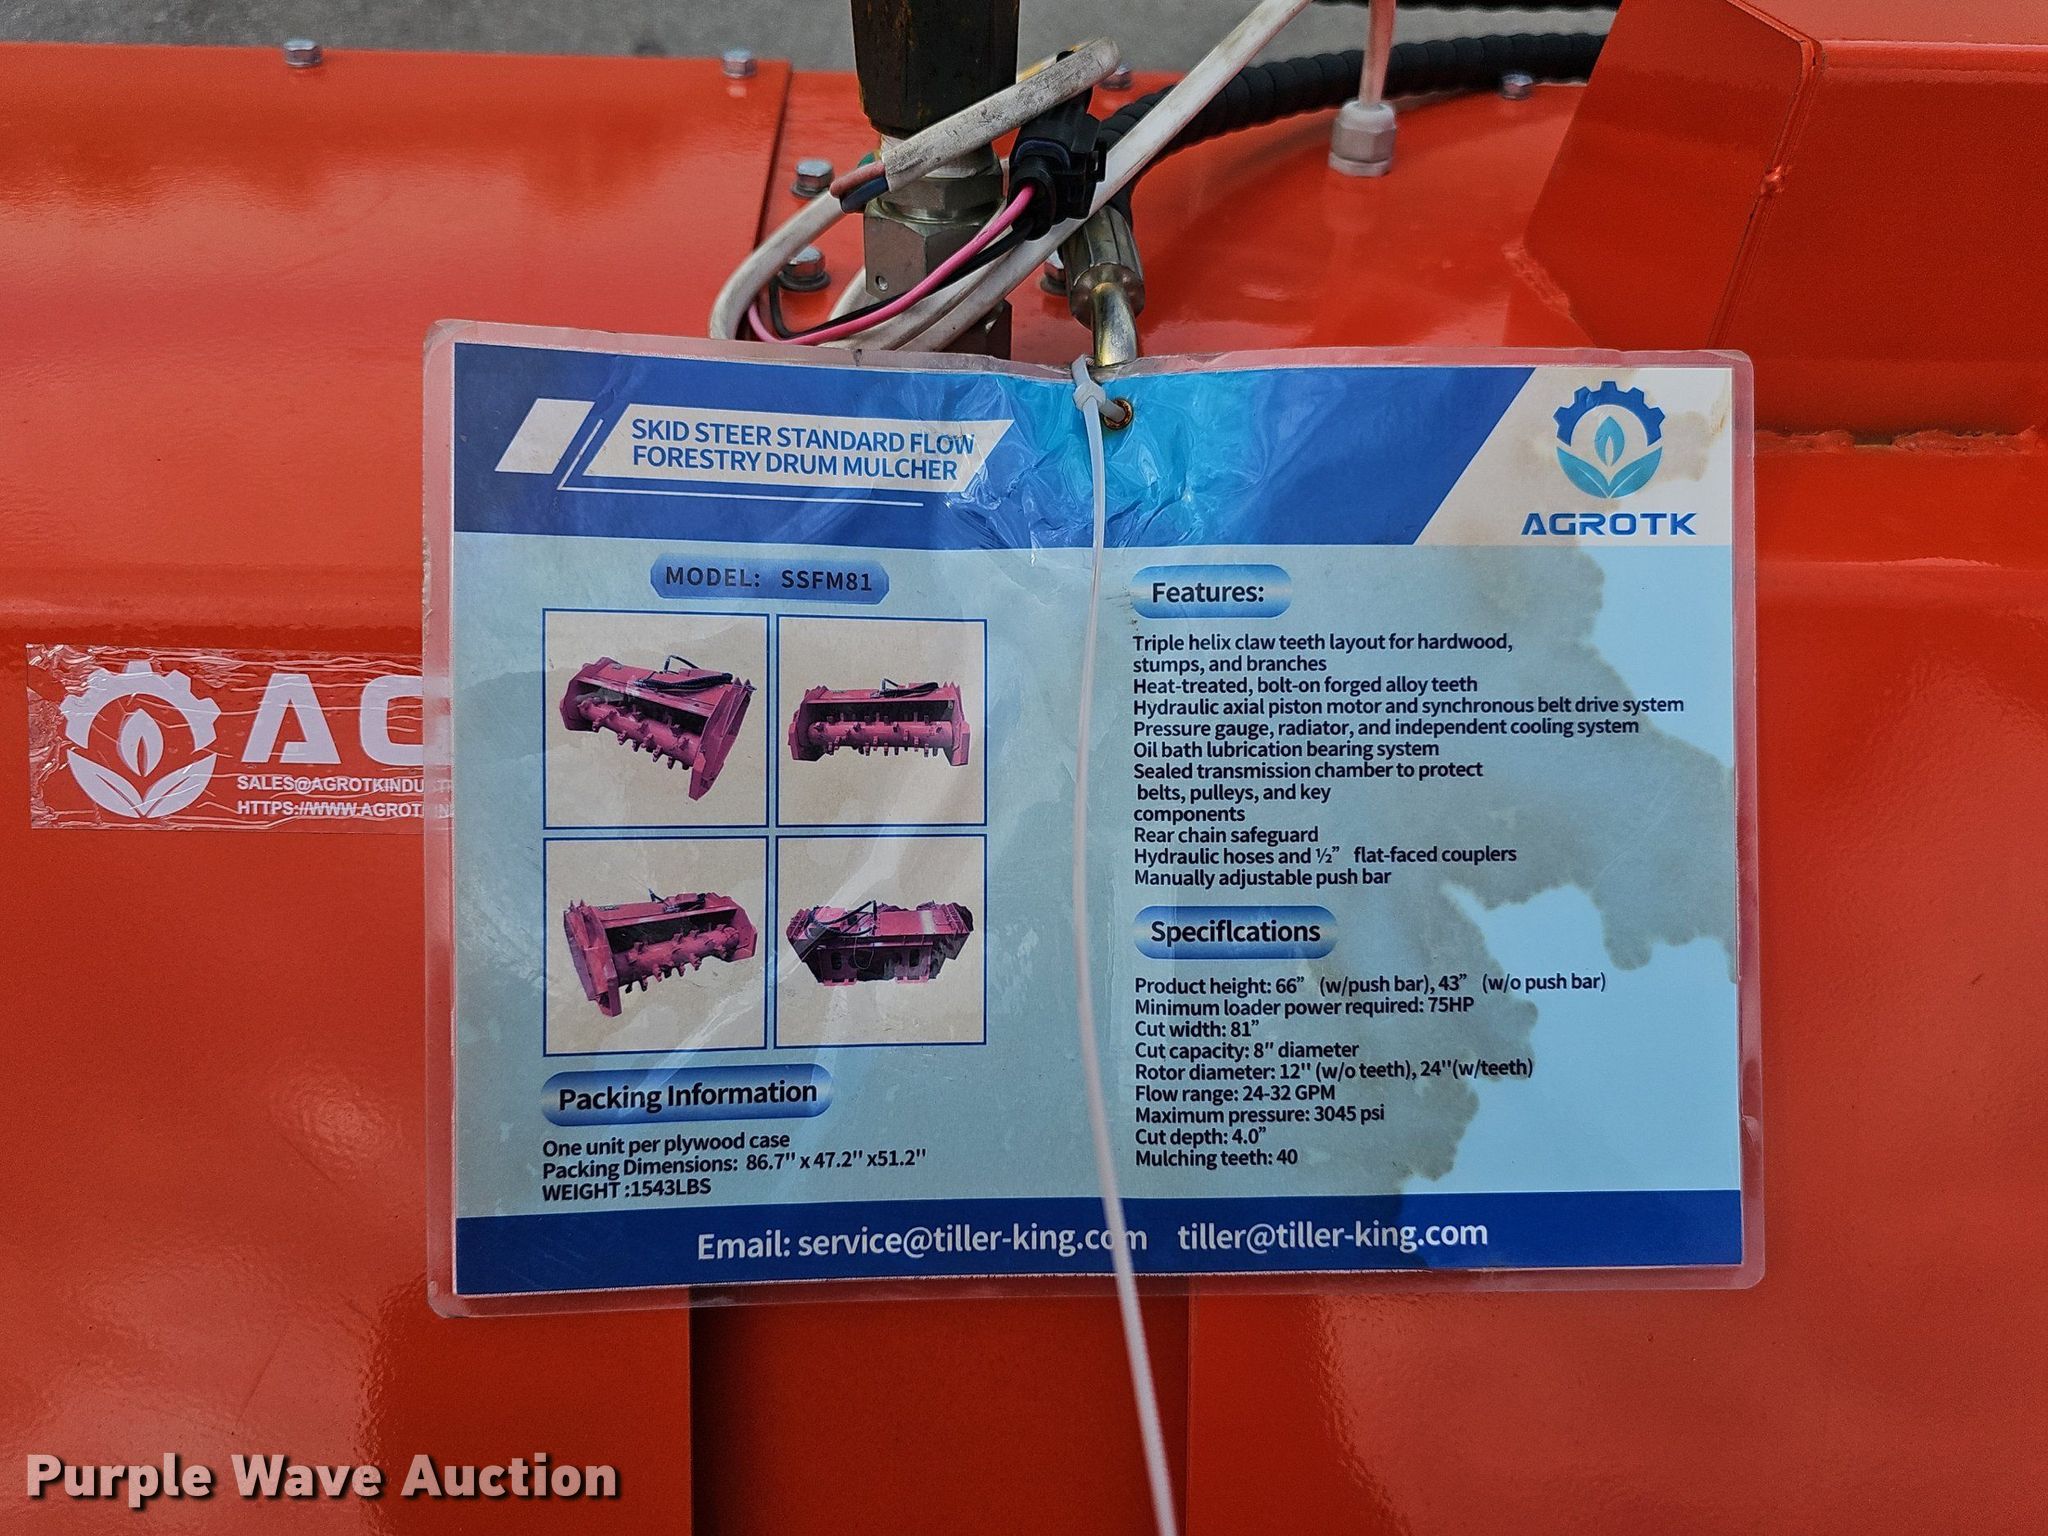 SKID STEER STANDARD FLOW
FORESTRY DRUM MULCHER
AGROTK
MODEL: SSFM81
Features:
Triple helix claw teeth layout for hardwood,
stumps, and branches
Heat-treated, bolt-on forged alloy teeth
Hydraulic axial piston motor and synchronous belt drive system
Pressure gauge, radiator, and independent cooling system
Oil bath lubrication bearing system
Sealed transmission chamber to protect
belts, pulleys, and key
components
Rear chain safeguard
Hydraulic hoses and ½” flat-faced couplers
Manually adjustable push bar
Speciflcations
Product height: 66” (w/push bar), 43” (w/o push bar)
Minimum loader power required: 75HP
Cut width: 81”
Cut capacity: 8" diameter
Rotor diameter: 12'' (w/o teeth), 24''(w/teeth)
Flow range: 24-32 GPM
Maximum pressure: 3045 psi
Cut depth: 4.0”
Mulching teeth: 40
Packing Information
One unit per plywood case
Packing Dimensions: 86.7'' x 47.2'' x51.2''
WEIGHT :1543LBS
Email: service@tiller-king.com tiller@tiller-king.com
AG
SALES@AGROTKINDU
HTTPS://WWW.AGROT
Purple Wave Auction